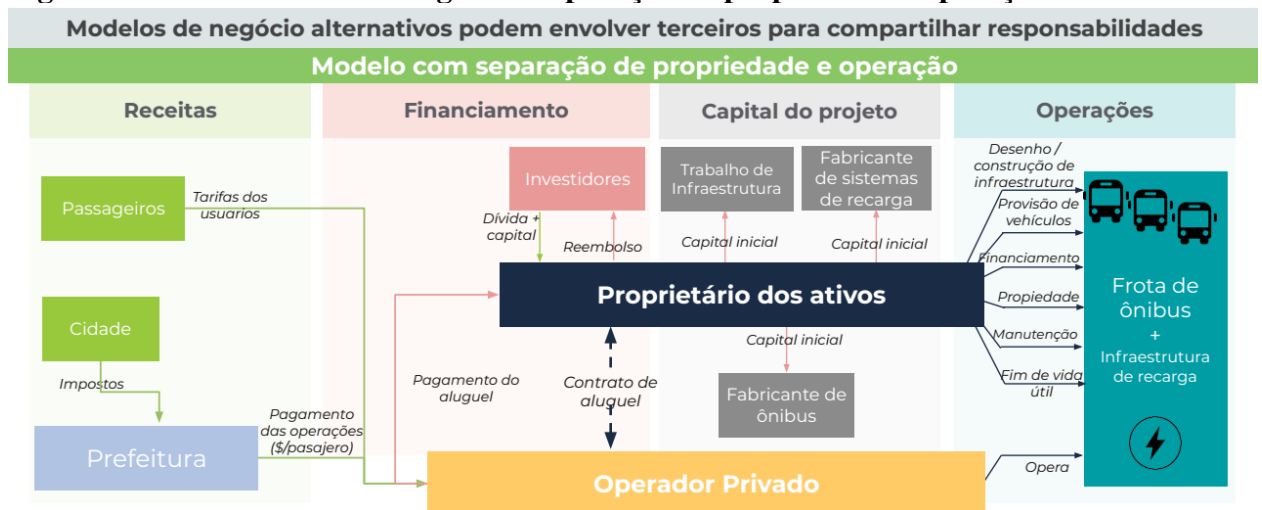 Modelos de negócio alternativos podem envolver terceiros para compartilhar responsabilidades
Modelo com separação de propriedade e operação
Receitas
Financiamento
Capital do projeto
Operações
Passageiros
Tarifas dos
usuarios
Cidade
Impostos
Prefeitura
Pagamento
das operações
($/pasajero)
Investidores
Dívida +
capital
Reembolso
Pagamento do
aluguel
Contrato de
aluguel
Trabalho de
Infraestrutura
Fabricante
de sistemas
de recarga
Capital inicial
Capital inicial
Proprietário dos ativos
Capital inicial
Fabricante de
ônibus
Operador Privado
Desenho /
construção de
infraestrutura
Provisão de
vehículos
Financiamento
Propiedade
Manutenção
Fim de vida
útil
Opera
Frota de
ônibus
+
Infraestrutura
de recarga